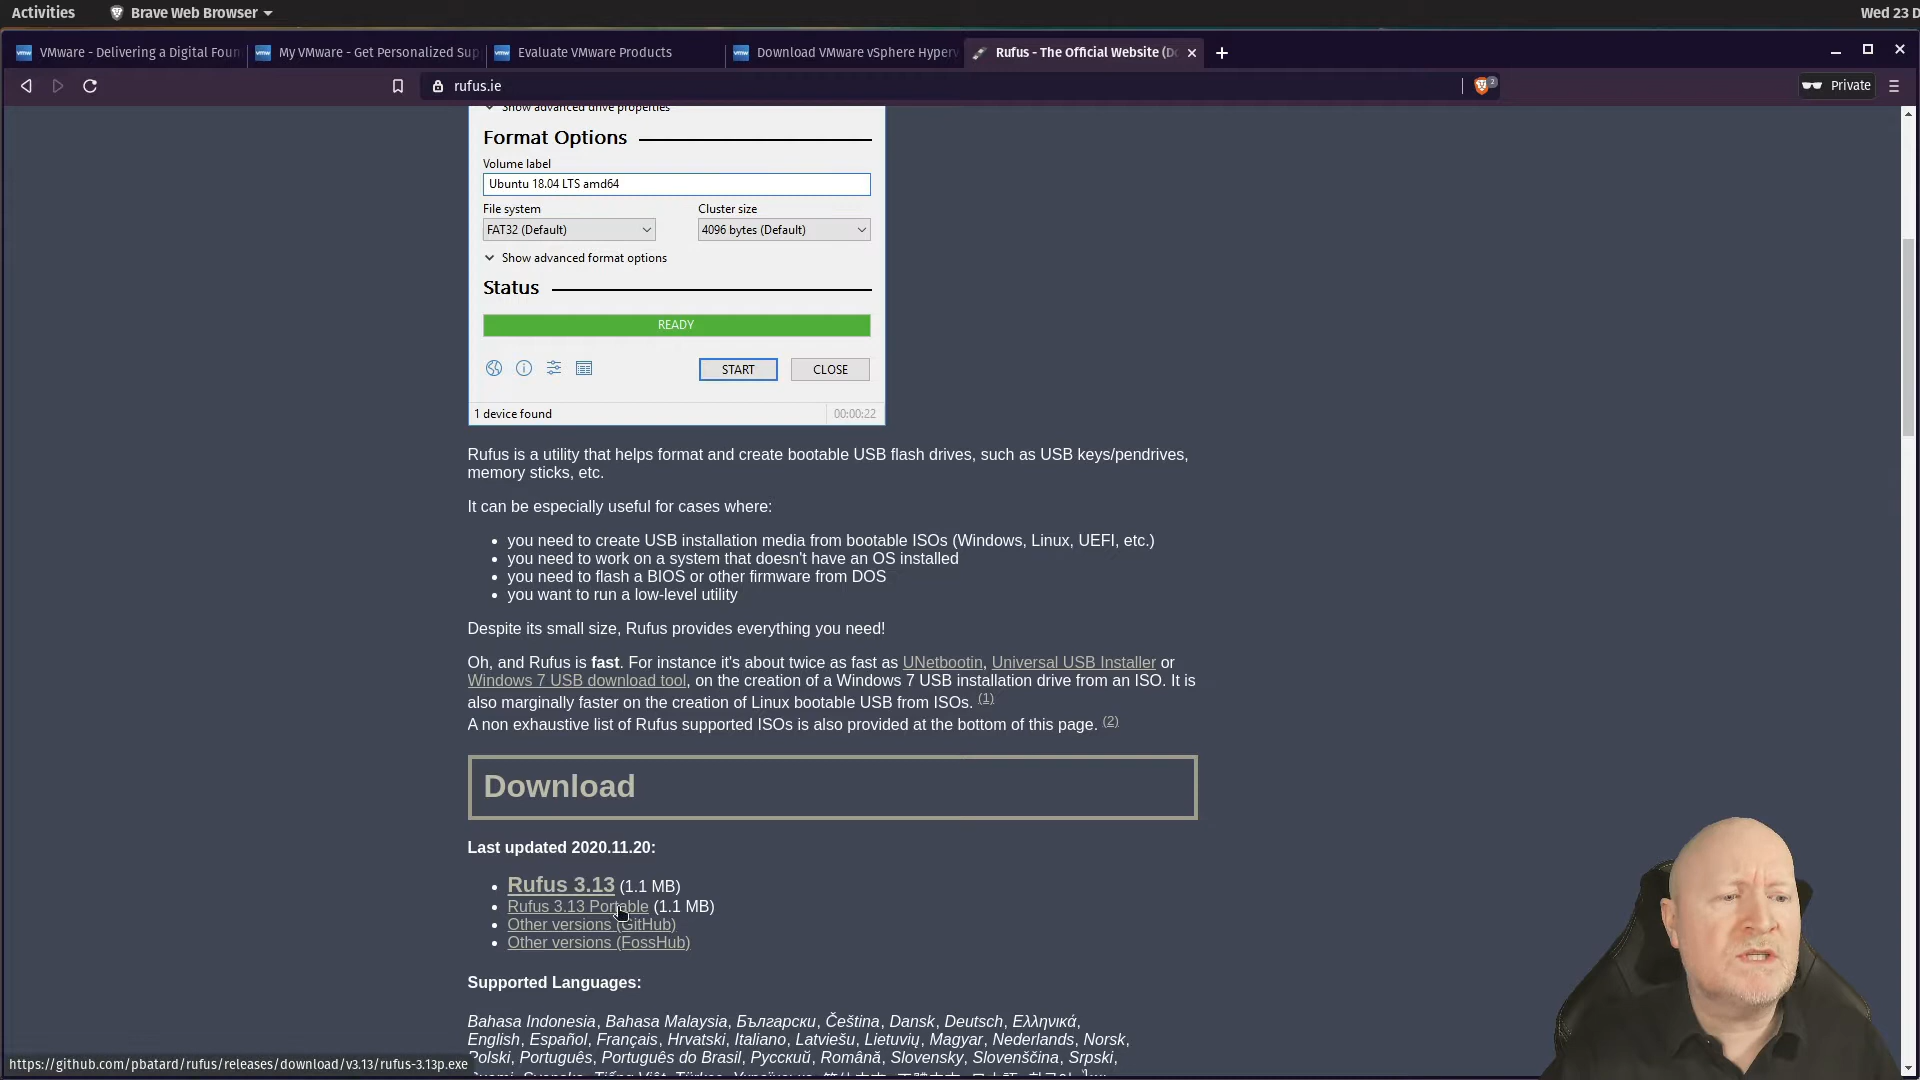 Activities
Brave Web Browser
Wed 23 D
VMware - Delivering a Digital Foun
My VMware - Get Personalized Sup
Evaluate VMware Products
Download VMware vSphere Hyperv
Rufus - The Official Website (Do
rufus.ie
2
Private
Show advanced drive properties
Format Options
Volume label
Ubuntu 18.04 LTS amd64
File system
Cluster size
FAT32 (Default)
4096 bytes (Default)
Show advanced format options
Status
READY
START
CLOSE
1 device found
00:00:22
Rufus is a utility that helps format and create bootable USB flash drives, such as USB keys/pendrives,
memory sticks, etc.
It can be especially useful for cases where:
• you need to create USB installation media from bootable ISOs (Windows, Linux, UEFI, etc.)
• you need to work on a system that doesn't have an OS installed
• you need to flash a BIOS or other firmware from DOS
• you want to run a low-level utility
Despite its small size, Rufus provides everything you need!
Oh, and Rufus is fast. For instance it's about twice as fast as UNetbootin, Universal USB Installer or
Windows 7 USB download tool, on the creation of a Windows 7 USB installation drive from an ISO. It is
also marginally faster on the creation of Linux bootable USB from ISOs. (1)
A non exhaustive list of Rufus supported ISOs is also provided at the bottom of this page. (2)
Download
Last updated 2020.11.20:
• Rufus 3.13 (1.1 MB)
• Rufus 3.13 Portable (1.1 MB)
• Other versions (GitHub)
• Other versions (FossHub)
Supported Languages:
Bahasa Indonesia, Bahasa Malaysia, Български, Čeština, Dansk, Deutsch, Ελληνικά,
English, Español, Français, Hrvatski, Italiano, Latviešu, Lietuvių, Magyar, Nederlands, Norsk,
Polski, Português, Português do Brasil, Русский, Română, Slovensky, Slovenščina, Srpski,
https://github.com/pbatard/rufus/releases/download/v3.13/rufus-3.13p.exe